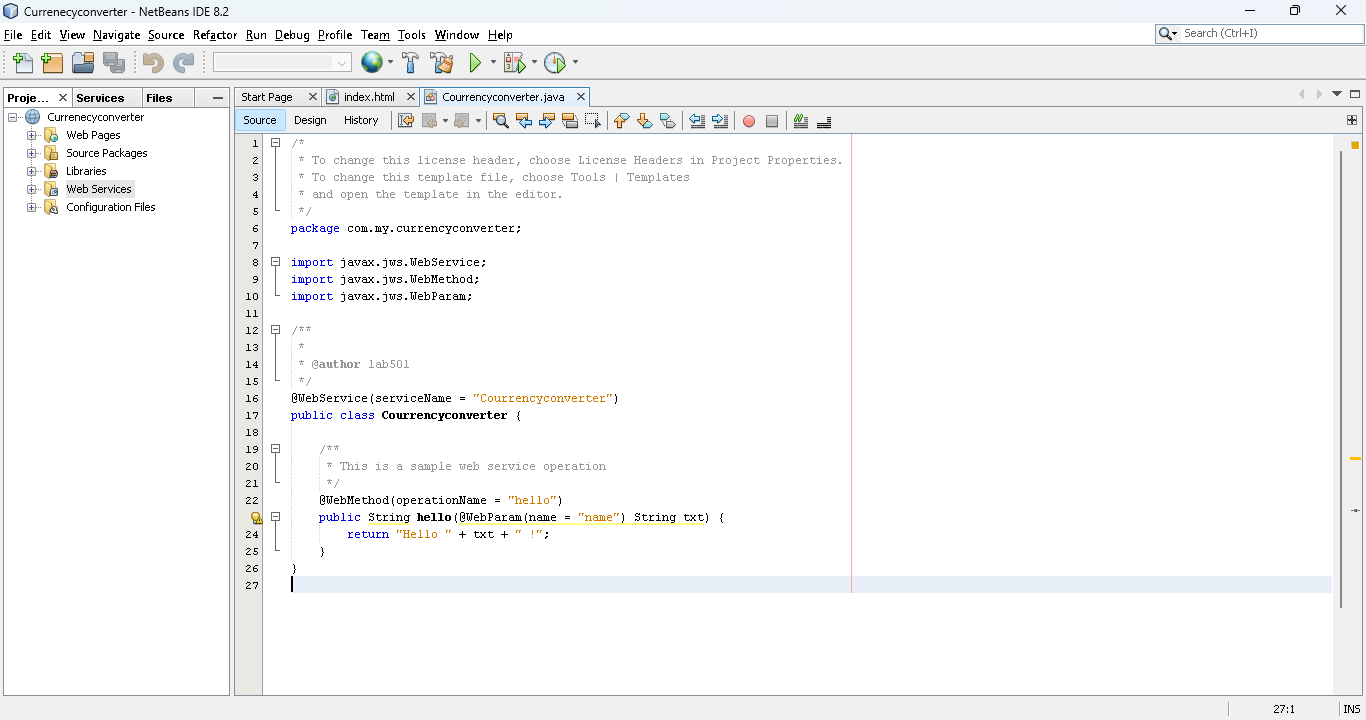 Currenecyconverter - NetBeans IDE 8.2
File Edit View Navigate Source Refactor Run Debug Profile Team Tools Window Help
Search (Ctrl+I)
Proje... Services Files
Start Page index.html Courrencyconverter.java
Currenecyconverter
Web Pages
Source Packages
Libraries
Web Services
Configuration Files
Source Design History
1 /*
2 * To change this license header, choose License Headers in Project Properties.
3 * To change this template file, choose Tools | Templates
4 * and open the template in the editor.
5 */
6 package com.my.currencyconverter;
7
8 import javax.jws.WebService;
9 import javax.jws.WebMethod;
10 import javax.jws.WebParam;
11
12 /**
13 *
14 * @author lab501
15 */
16 @WebService(serviceName = "Courrencyconverter")
17 public class Courrencyconverter {
18
19 /**
20 * This is a sample web service operation
21 */
22 @WebMethod(operationName = "hello")
public String hello(@WebParam(name = "name") String txt) {
24 return "Hello " + txt + " !";
25 }
26 }
27
27:1 INS